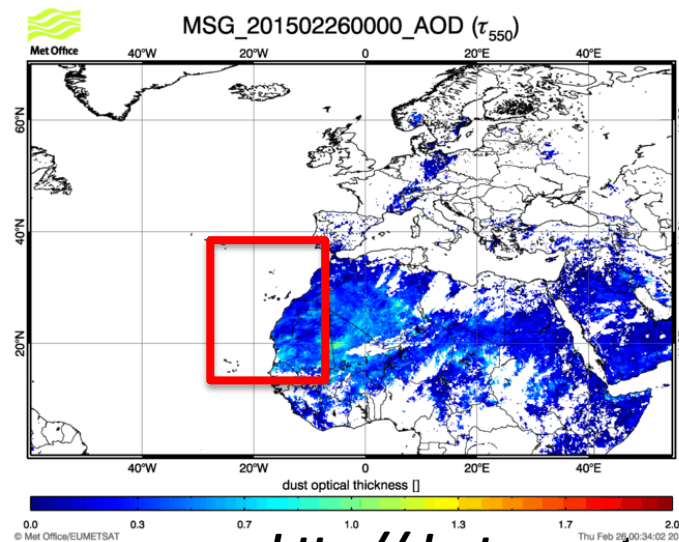 MSG_201502260000_AOD (τ550)
Met Office
40°W 20°W 0 20°E 40°E
60°N
40°N
20°N
40°W 20°W 0 20°E 40°E
dust optical thickness []
0.0 0.3 0.7 1.0 1.3 1.7 2.0
© Met Office/EUMETSAT Thu Feb 26 00:34:02 20